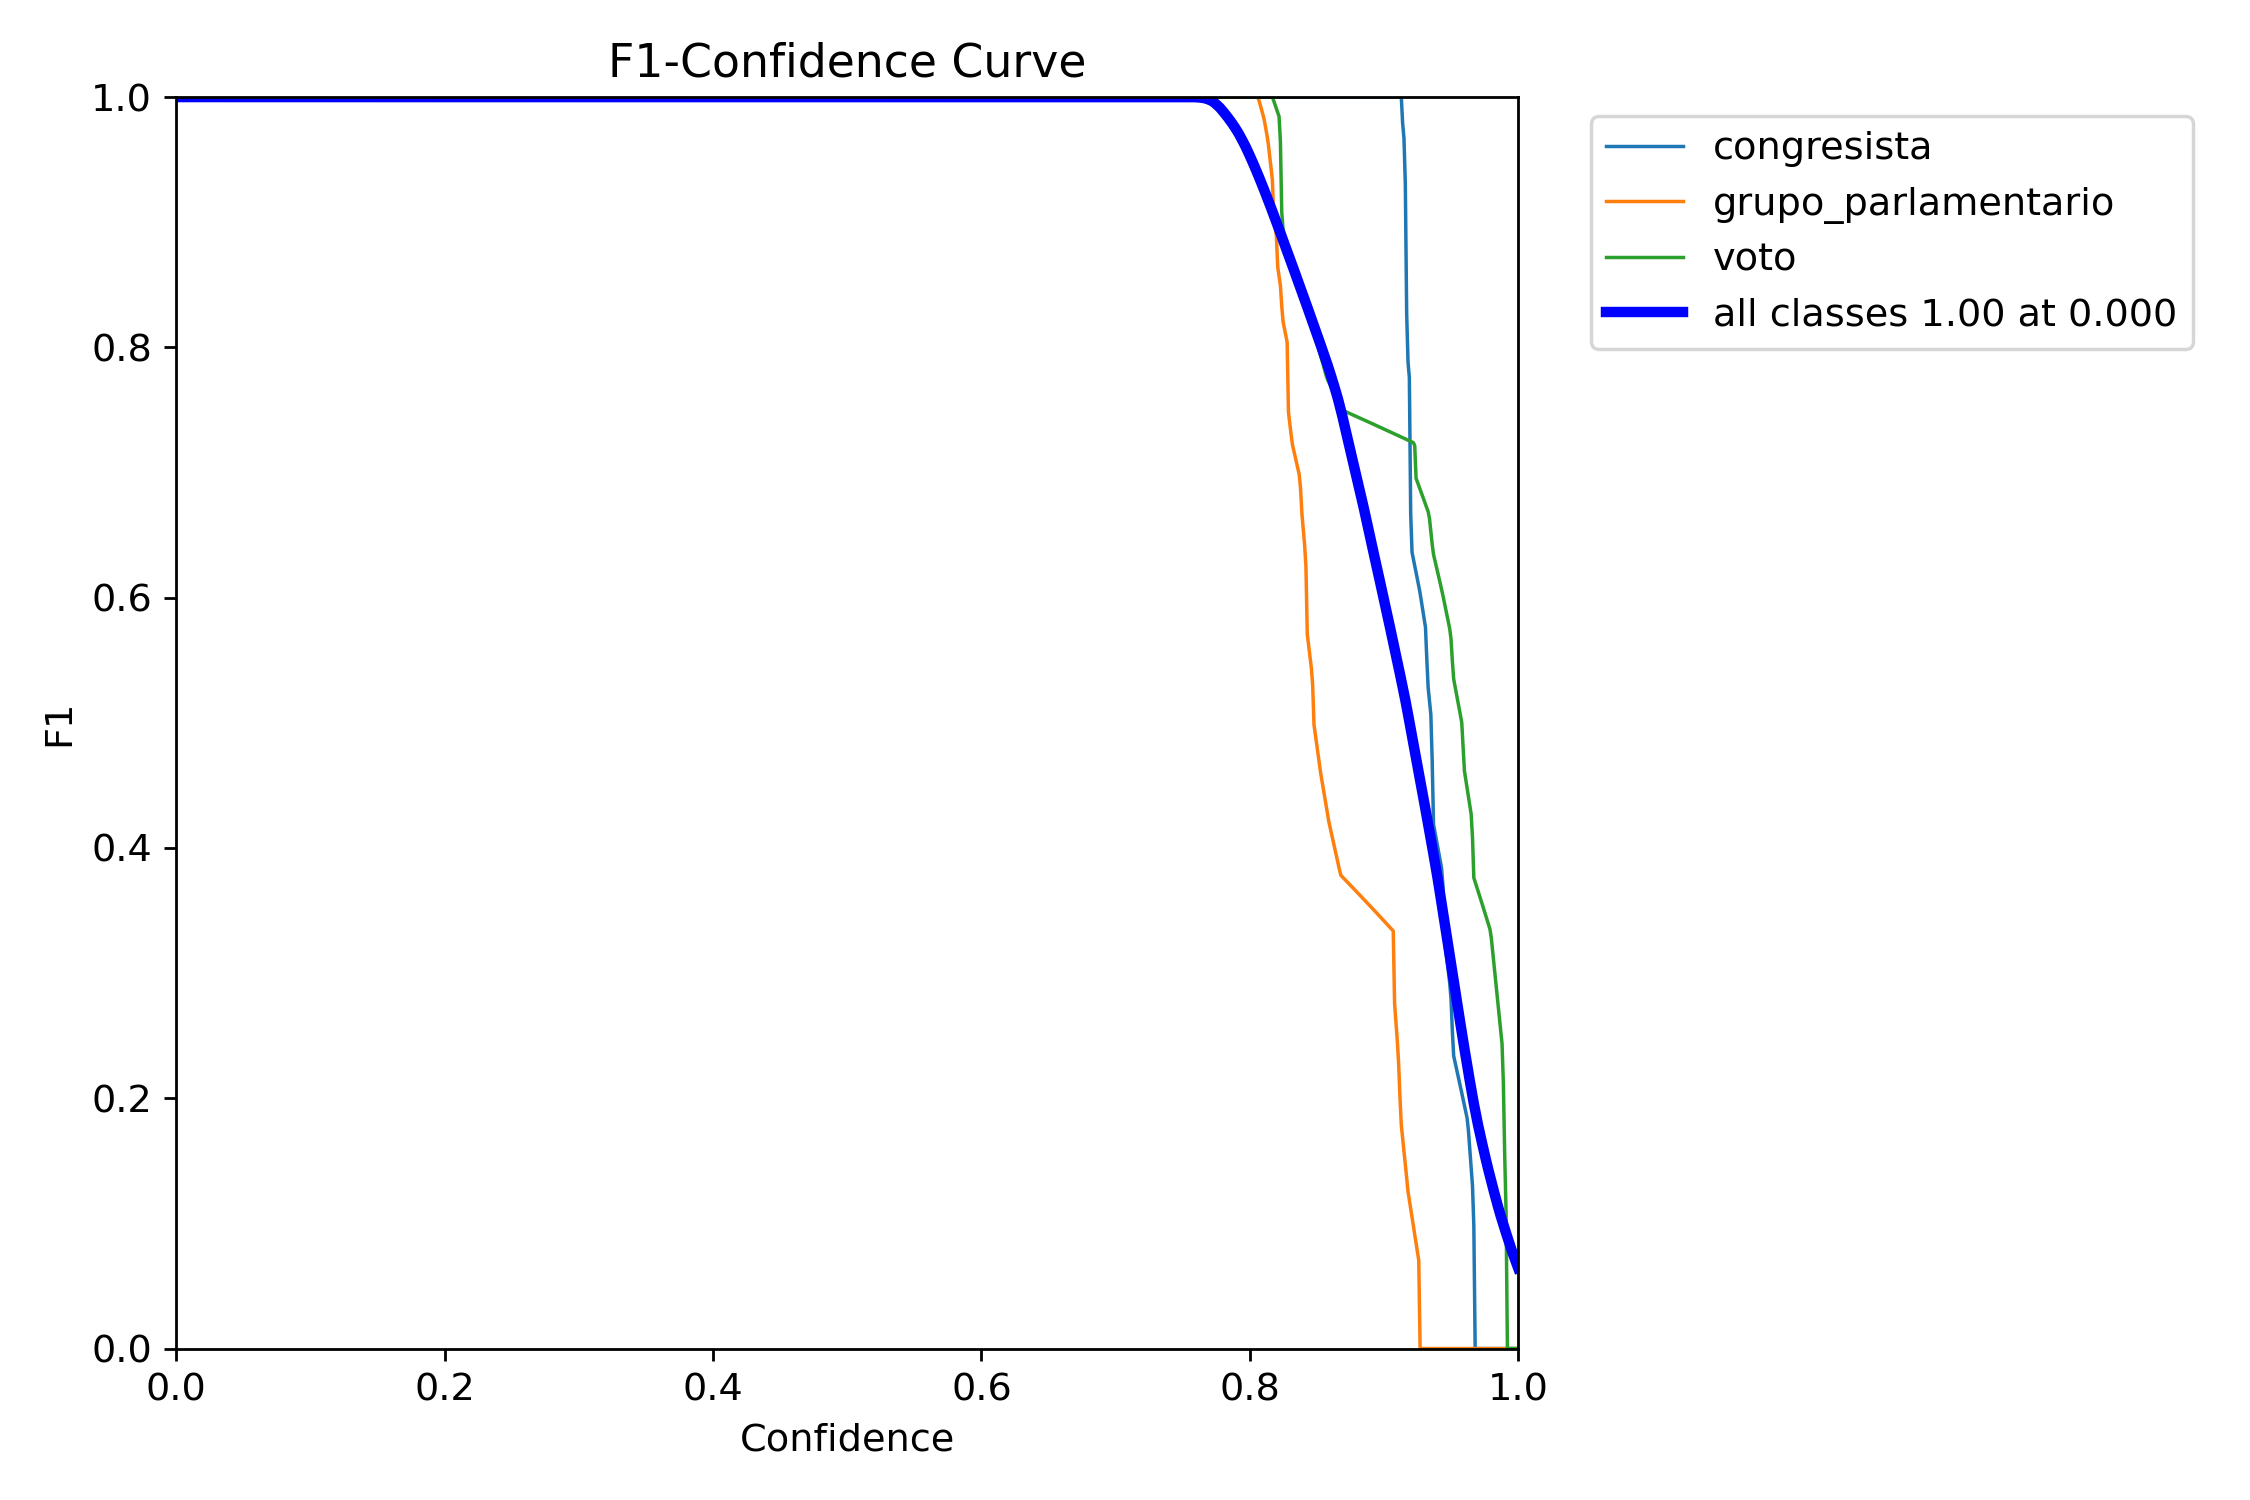 F1-Confidence Curve
1.0
0.8
0.6
0.4
0.2
0.0
F1
0.0 0.2 0.4 0.6 0.8 1.0
Confidence
congresista
grupo_parlamentario
voto
all classes 1.00 at 0.000